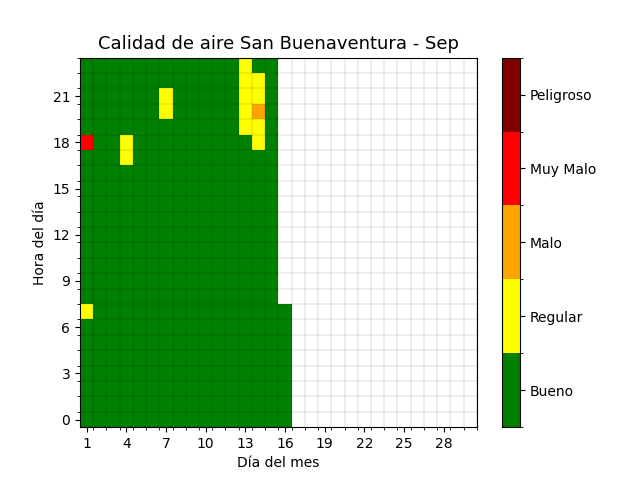 Calidad de aire San Buenaventura - Sep
Hora del día
21
18
15
12
9
6
3
0
1 4 7 10 13 16 19 22 25 28
Día del mes
Peligroso
Muy Malo
Malo
Regular
Bueno